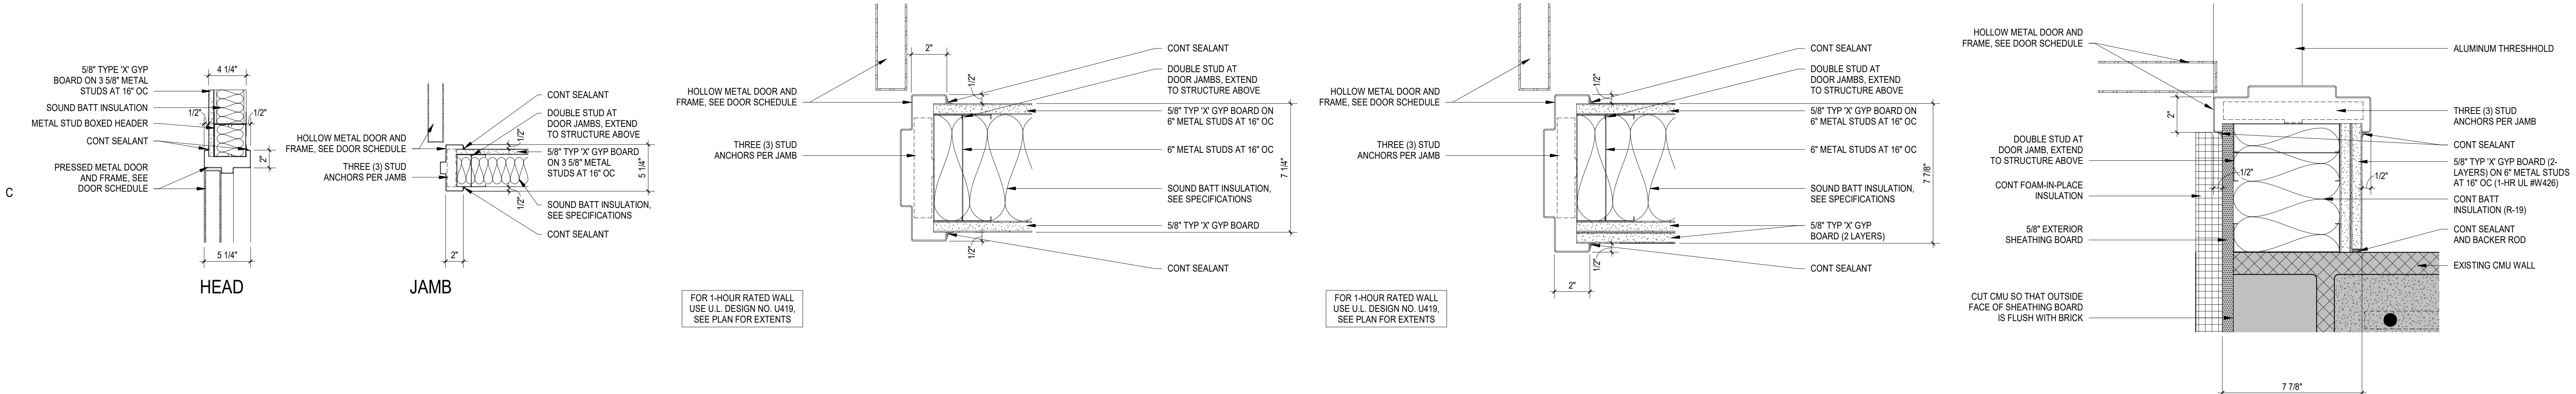 C
5/8" TYPE 'X' GYP
BOARD ON 3 5/8" METAL
STUDS AT 16" OC
SOUND BATT INSULATION
METAL STUD BOXED HEADER
CONT SEALANT
PRESSED METAL DOOR
AND FRAME, SEE
DOOR SCHEDULE
4 1/4"
1/2"
1/2"
2"
5 1/4"
HEAD
HOLLOW METAL DOOR AND
FRAME, SEE DOOR SCHEDULE
THREE (3) STUD
ANCHORS PER JAMB
CONT SEALANT
DOUBLE STUD AT
DOOR JAMBS, EXTEND
TO STRUCTURE ABOVE
5/8" TYP 'X' GYP BOARD
ON 3 5/8" METAL
STUDS AT 16" OC
SOUND BATT INSULATION,
SEE SPECIFICATIONS
CONT SEALANT
1/2"
1/2"
5 1/4"
2"
JAMB
HOLLOW METAL DOOR AND
FRAME, SEE DOOR SCHEDULE
THREE (3) STUD
ANCHORS PER JAMB
2"
1/2"
CONT SEALANT
DOUBLE STUD AT
DOOR JAMBS, EXTEND
TO STRUCTURE ABOVE
5/8" TYP 'X' GYP BOARD ON
6" METAL STUDS AT 16" OC
6" METAL STUDS AT 16" OC
SOUND BATT INSULATION,
SEE SPECIFICATIONS
5/8" TYP 'X' GYP BOARD
CONT SEALANT
1/2"
7 1/4"
FOR 1-HOUR RATED WALL
USE U.L. DESIGN NO. U419,
SEE PLAN FOR EXTENTS
HOLLOW METAL DOOR AND
FRAME, SEE DOOR SCHEDULE
THREE (3) STUD
ANCHORS PER JAMB
1/2"
CONT SEALANT
DOUBLE STUD AT
DOOR JAMBS, EXTEND
TO STRUCTURE ABOVE
5/8" TYP 'X' GYP BOARD ON
6" METAL STUDS AT 16" OC
6" METAL STUDS AT 16" OC
SOUND BATT INSULATION,
SEE SPECIFICATIONS
5/8" TYP 'X' GYP
BOARD (2 LAYERS)
CONT SEALANT
1/2"
2"
7 7/8"
FOR 1-HOUR RATED WALL
USE U.L. DESIGN NO. U419,
SEE PLAN FOR EXTENTS
HOLLOW METAL DOOR AND
FRAME, SEE DOOR SCHEDULE
2"
DOUBLE STUD AT
DOOR JAMB, EXTEND
TO STRUCTURE ABOVE
1/2"
CONT FOAM-IN-PLACE
INSULATION
5/8" EXTERIOR
SHEATHING BOARD
CUT CMU SO THAT OUTSIDE
FACE OF SHEATHING BOARD
IS FLUSH WITH BRICK
ALUMINUM THRESHHOLD
THREE (3) STUD
ANCHORS PER JAMB
CONT SEALANT
5/8" TYP 'X' GYP BOARD (2-
LAYERS) ON 6" METAL STUDS
AT 16" OC (1-HR UL #W426)
1/2"
CONT BATT
INSULATION (R-19)
CONT SEALANT
AND BACKER ROD
EXISTING CMU WALL
7 7/8"